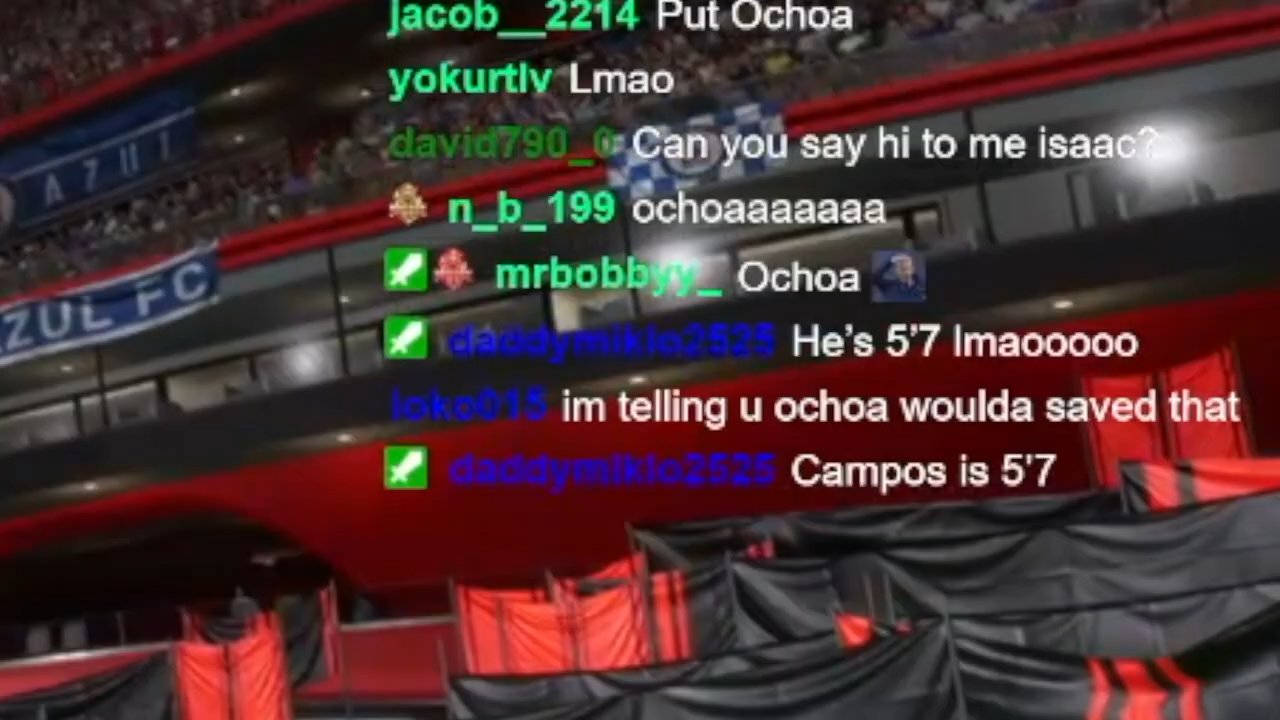 jacob__2214 Put Ochoa
yokurtlv Lmao
AZUL
david790_0 Can you say hi to me isaac?
n_b_199 ochoaaaaaaa
AZUL FC
mrbobbyy_ Ochoa
daddymiklo2525 He's 5'7 lmaooooo
loko015 im telling u ochoa woulda saved that
daddymiklo2525 Campos is 5'7